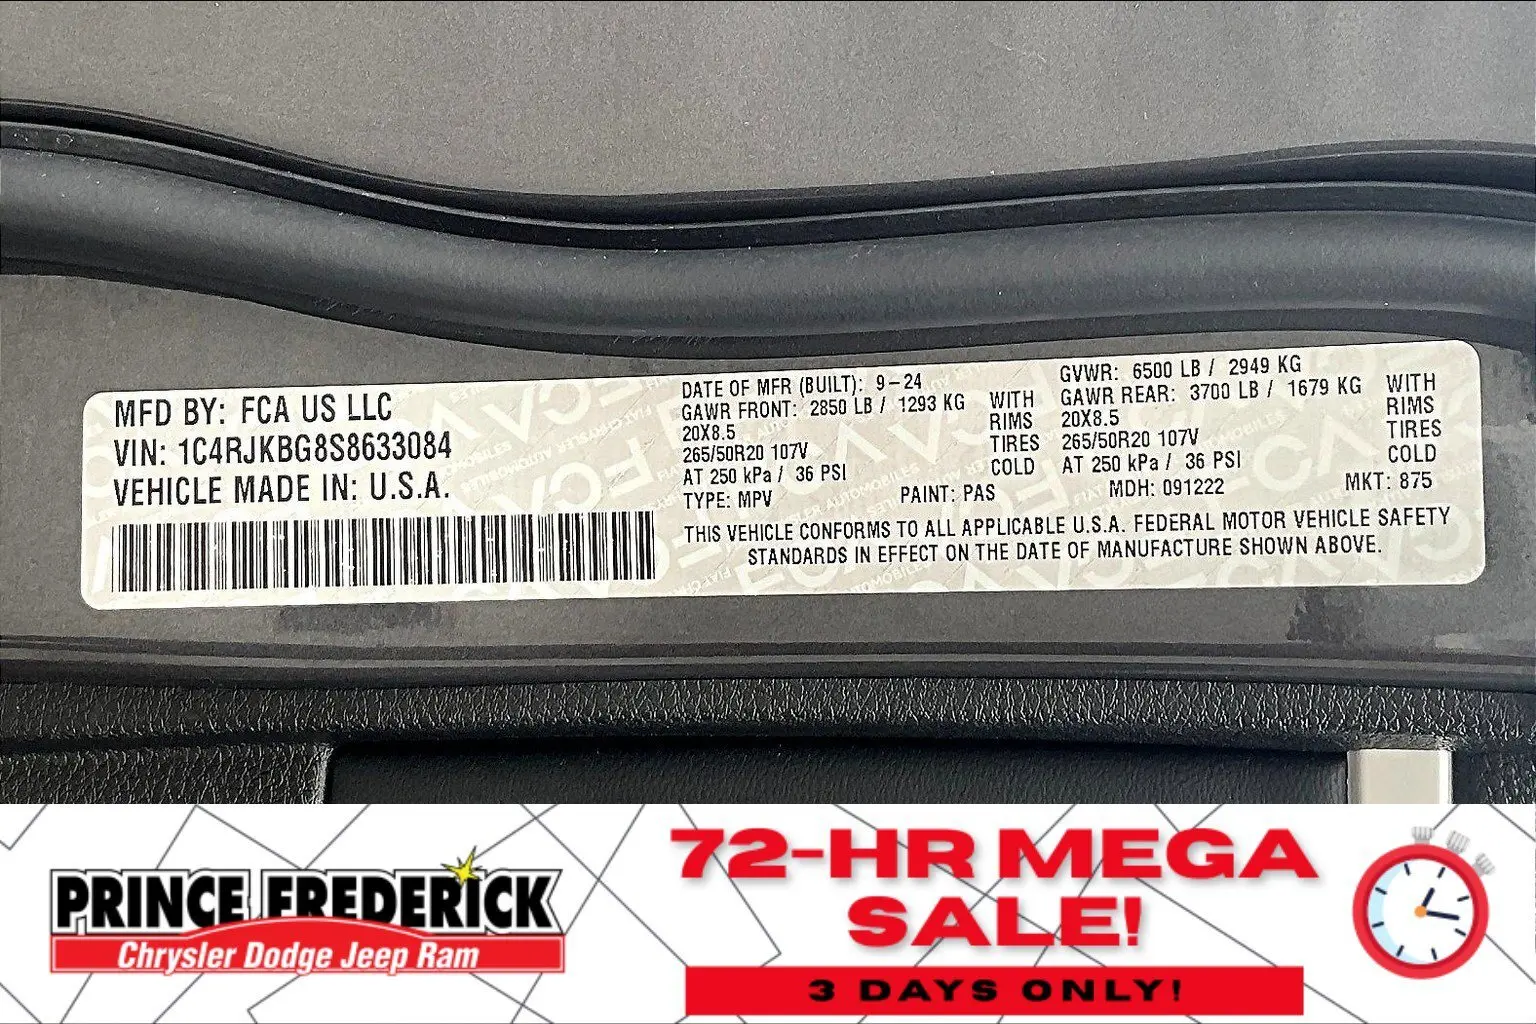 MFD BY: FCA US LLC
VIN: 1C4RJKBG8S8633084
VEHICLE MADE IN: U.S.A.
DATE OF MFR (BUILT): 9-24
GAWR FRONT: 2850 LB / 1293 KG
20X8.5
265/50R20 107V
AT 250 kPa / 36 PSI
WITH
RIMS
TIRES
COLD
GVWR: 6500 LB / 2949 KG
GAWR REAR: 3700 LB / 1679 KG
20X8.5
265/50R20 107V
AT 250 kPa / 36 PSI
WITH
RIMS
TIRES
COLD
TYPE: MPV PAINT: PAS MDH: 091222 MKT: 875
THIS VEHICLE CONFORMS TO ALL APPLICABLE U.S.A. FEDERAL MOTOR VEHICLE SAFETY
STANDARDS IN EFFECT ON THE DATE OF MANUFACTURE SHOWN ABOVE.
PRINCE FREDERICK
Chrysler Dodge Jeep Ram
72-HR MEGA
SALE!
3 DAYS ONLY!